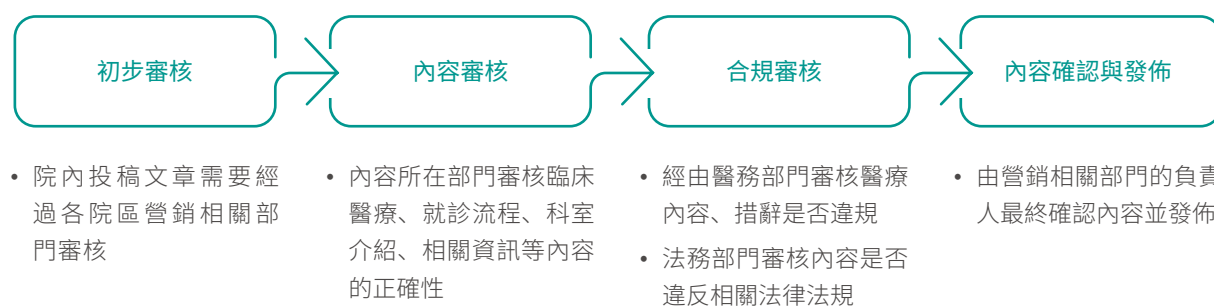 初步審核
內容審核
合規審核
內容確認與發佈
• 院內投稿文章需要經
過各院區營銷相關部
門審核
• 內容所在部門審核臨床
醫療、就診流程、科室
介紹、相關資訊等內容
的正確性
• 經由醫務部門審核醫療
內容、措辭是否違規
• 法務部門審核內容是否
違反相關法律法規
• 由營銷相關部門的負責
人最終確認內容並發佈